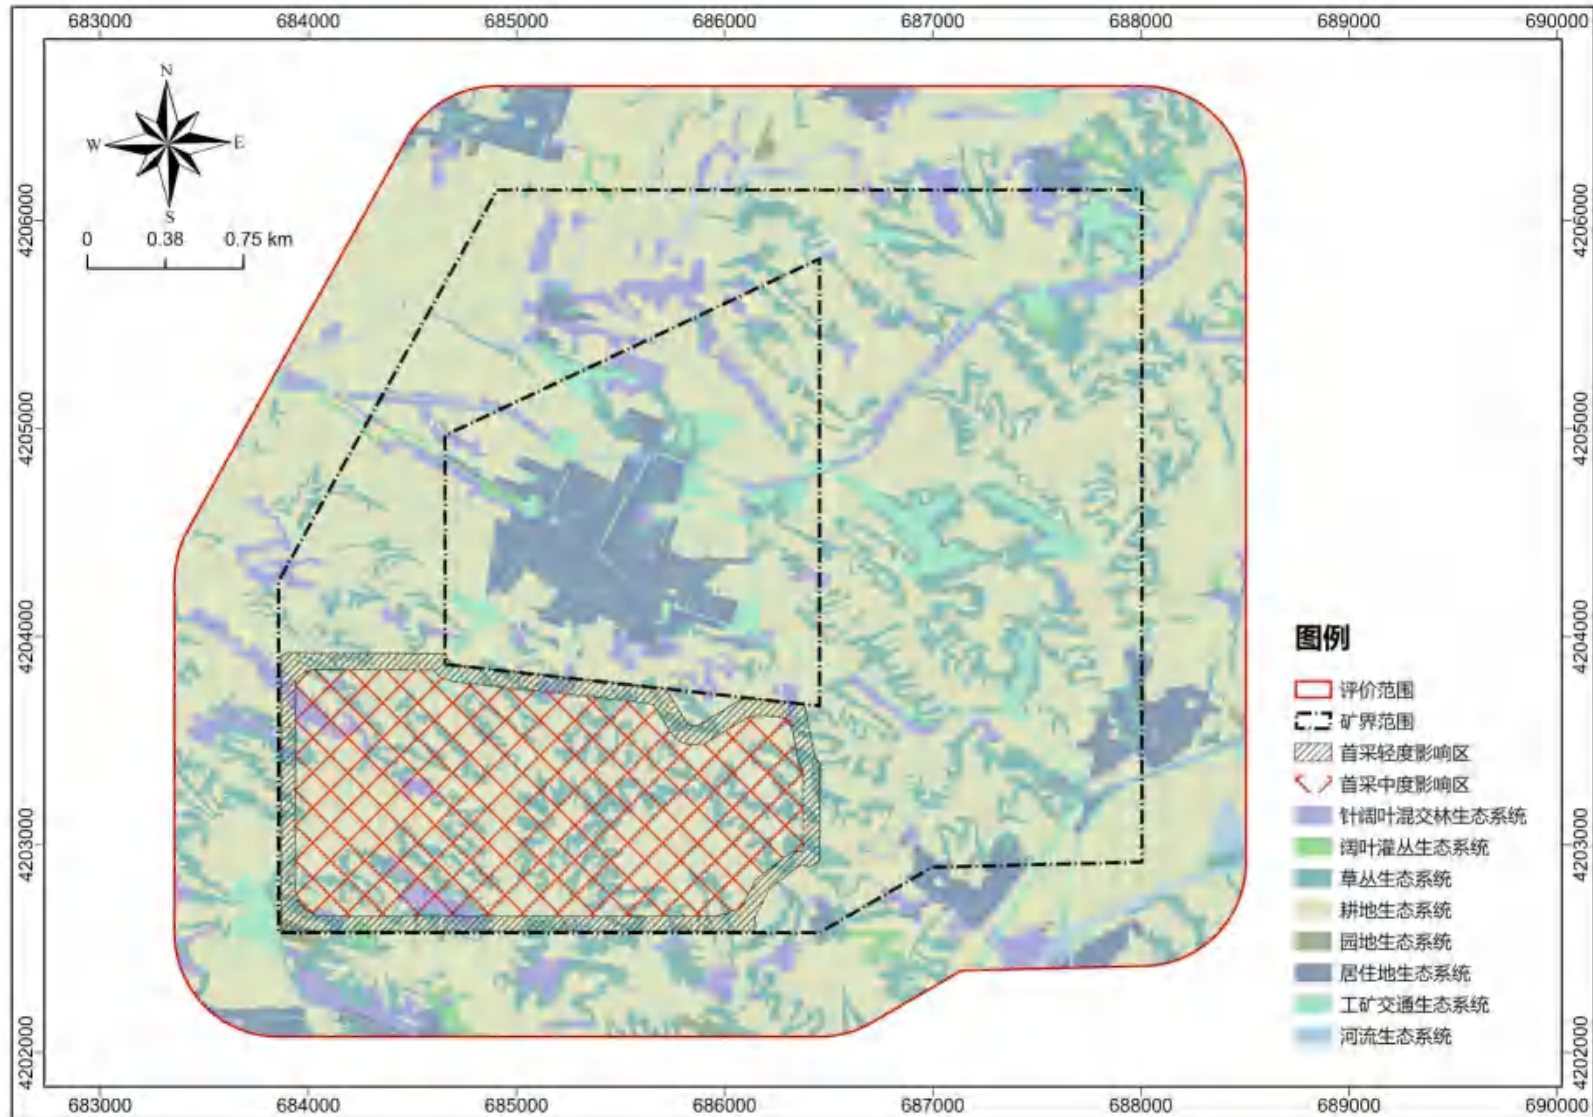 683000 684000 685000 686000 687000 688000 689000 690000
N
W E
S
0 0.38 0.75 km
4206000 4206000
4205000 4205000
4204000 4204000
4203000 4203000
4202000 4202000
图例
评价范围
矿界范围
首采轻度影响区
首采中度影响区
针阔叶混交林生态系统
阔叶灌丛生态系统
草丛生态系统
耕地生态系统
园地生态系统
居住地生态系统
工矿交通生态系统
河流生态系统
683000 684000 685000 686000 687000 688000 689000 690000